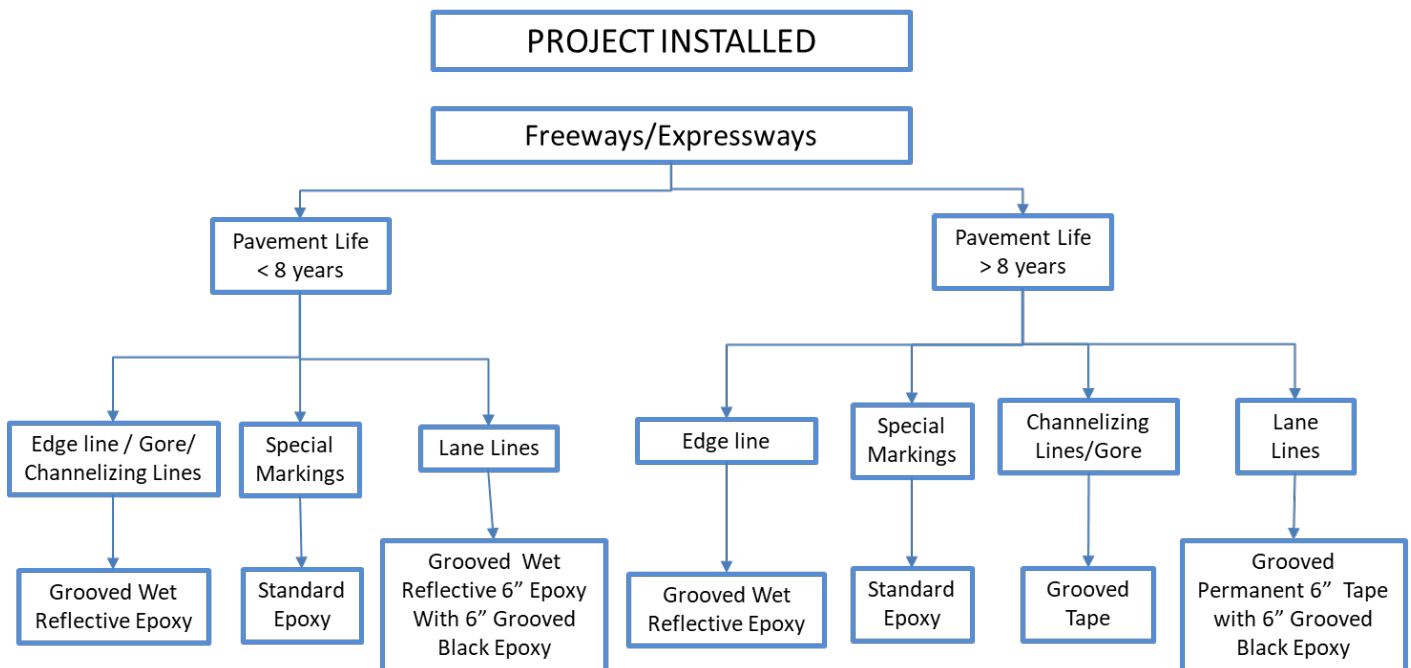 PROJECT INSTALLED
Freeways/Expressways
Pavement Life
< 8 years
Pavement Life
> 8 years
Edge line / Gore/
Channelizing Lines
Special
Markings
Lane Lines
Edge line
Special
Markings
Channelizing
Lines/Gore
Lane
Lines
Grooved Wet
Reflective Epoxy
Standard
Epoxy
Grooved Wet
Reflective 6” Epoxy
With 6” Grooved
Black Epoxy
Grooved Wet
Reflective Epoxy
Standard
Epoxy
Grooved
Tape
Grooved
Permanent 6” Tape
with 6” Grooved
Black Epoxy